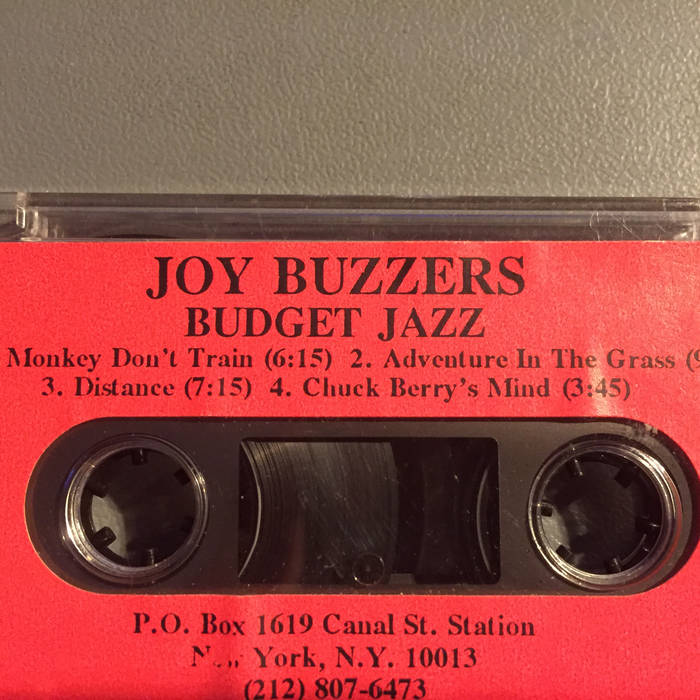 JOY BUZZERS
BUDGET JAZZ
Monkey Don't Train (6:15) 2. Adventure In The Grass (9
3. Distance (7:15) 4. Chuck Berry's Mind (3:45)
P.O. Box 1619 Canal St. Station
York, N.Y. 10013
(212) 807-6473